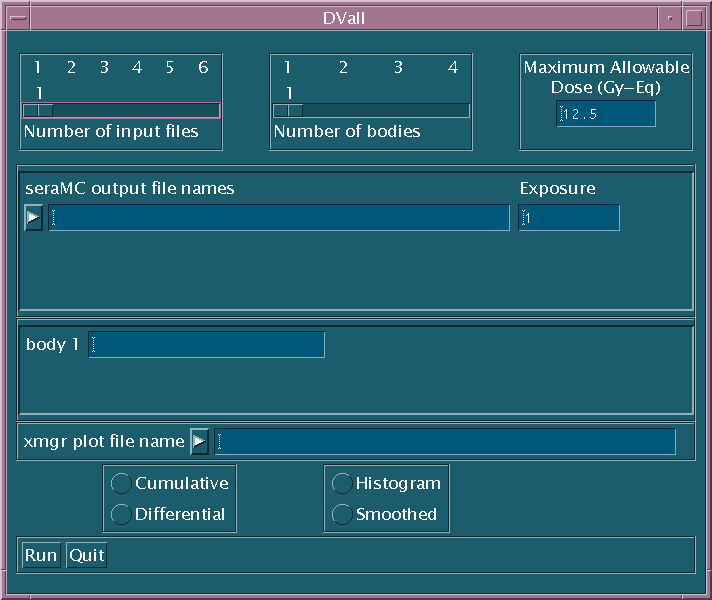 DVall
1 2 3 4 5 6
1
Number of input files
1 2 3 4
1
Number of bodies
Maximum Allowable
Dose (Gy-Eq)
12.5
seraMC output file names
Exposure
1
body 1
xmgr plot file name
Cumulative
Differential
Histogram
Smoothed
Run
Quit